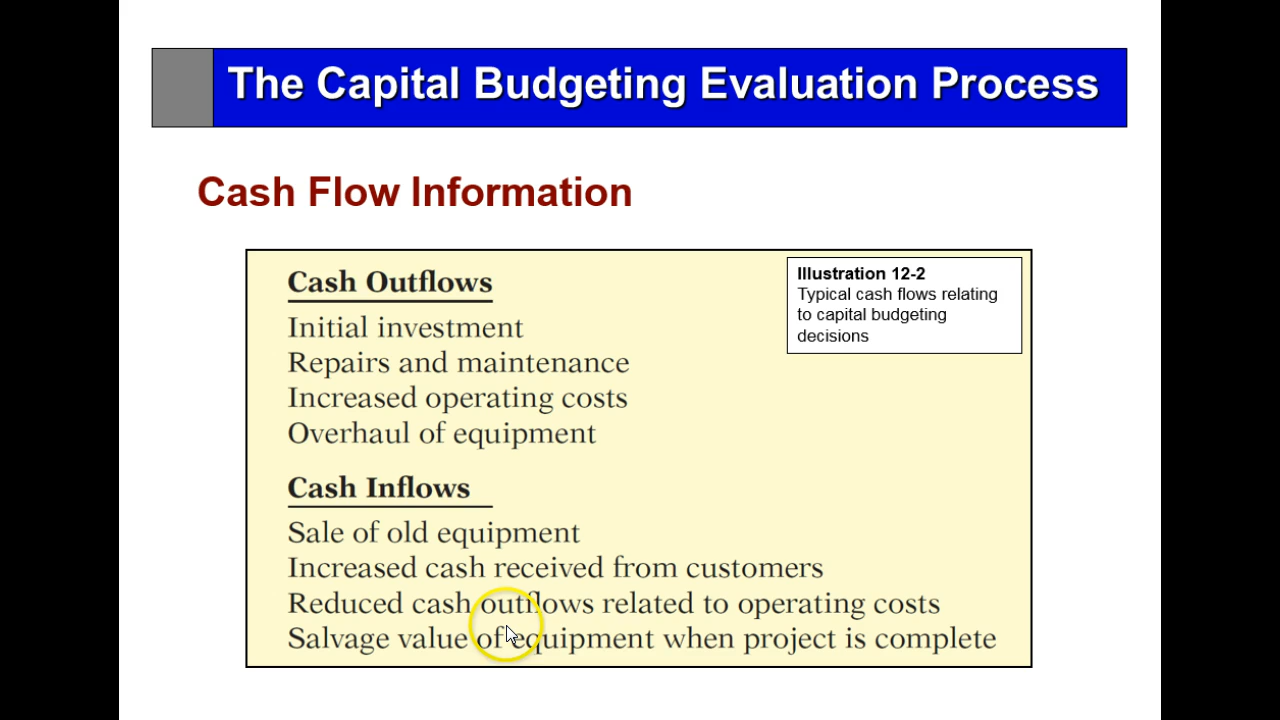 The Capital Budgeting Evaluation Process
Cash Flow Information
Illustration 12-2
Typical cash flows relating
to capital budgeting
decisions
Cash Outflows
Initial investment
Repairs and maintenance
Increased operating costs
Overhaul of equipment
Cash Inflows
Sale of old equipment
Increased cash received from customers
Reduced cash outflows related to operating costs
Salvage value of equipment when project is complete